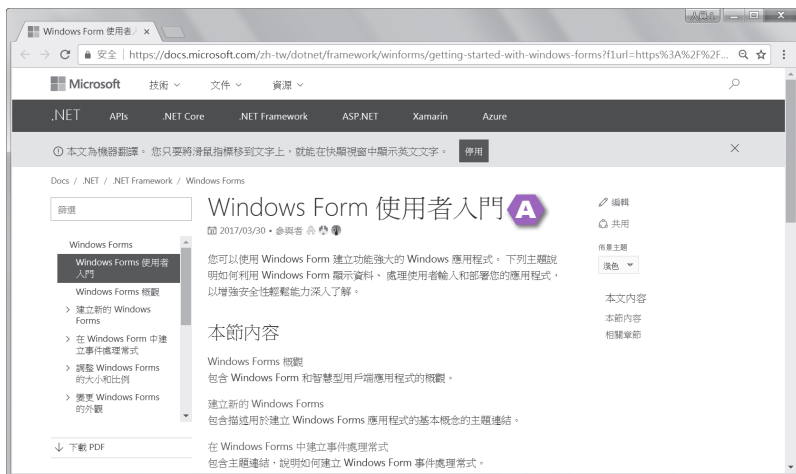 Windows Form 使用者入
安全 | https://docs.microsoft.com/zh-tw/dotnet/framework/winforms/getting-started-with-windows-forms?f1url=https%3A%2F%2F...
Microsoft 技術 文件 資源
.NET APIs .NET Core .NET Framework ASP.NET Xamarin Azure
本文為機器翻譯。 您只要將滑鼠指標移到文字上，就能在快顯視窗中顯示英文文字。 停用
Docs / .NET / .NET Framework / Windows Forms
篩選
Windows Forms
Windows Forms 使用者
入門
Windows Forms 概觀
建立新的 Windows
Forms
在 Windows Form 中建
立事件處理常式
調整 Windows Forms
的大小和比例
變更 Windows Forms
的外觀
下載 PDF
Windows Form 使用者入門 A
2017/03/30 • 參與者
您可以使用 Windows Form 建立功能強大的 Windows 應用程式。 下列主題說
明如何利用 Windows Form 顯示資料、 處理使用者輸入和部署您的應用程式，
以增強安全性輕鬆能力深入了解。
本節內容
Windows Forms 概觀
包含 Windows Form 和智慧型用戶端應用程式的概觀。
建立新的 Windows Forms
包含描述用於建立 Windows Forms 應用程式的基本概念的主題連結。
在 Windows Forms 中建立事件處理常式
包含主題連結，說明如何建立 Windows Form 事件處理常式。
編輯
共用
佈景主題
淺色
本文內容
本節內容
相關章節